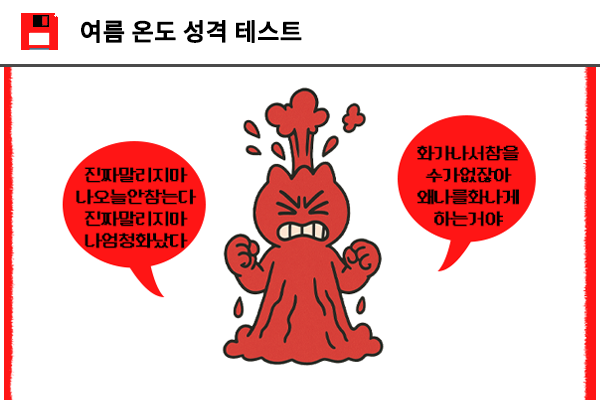 여름 온도 성격 테스트
진짜말리지마
나오늘안참는다
진짜말리지마
나엄청화났다
화가나서참을
수가없잖아
왜나를화나게
하는거야